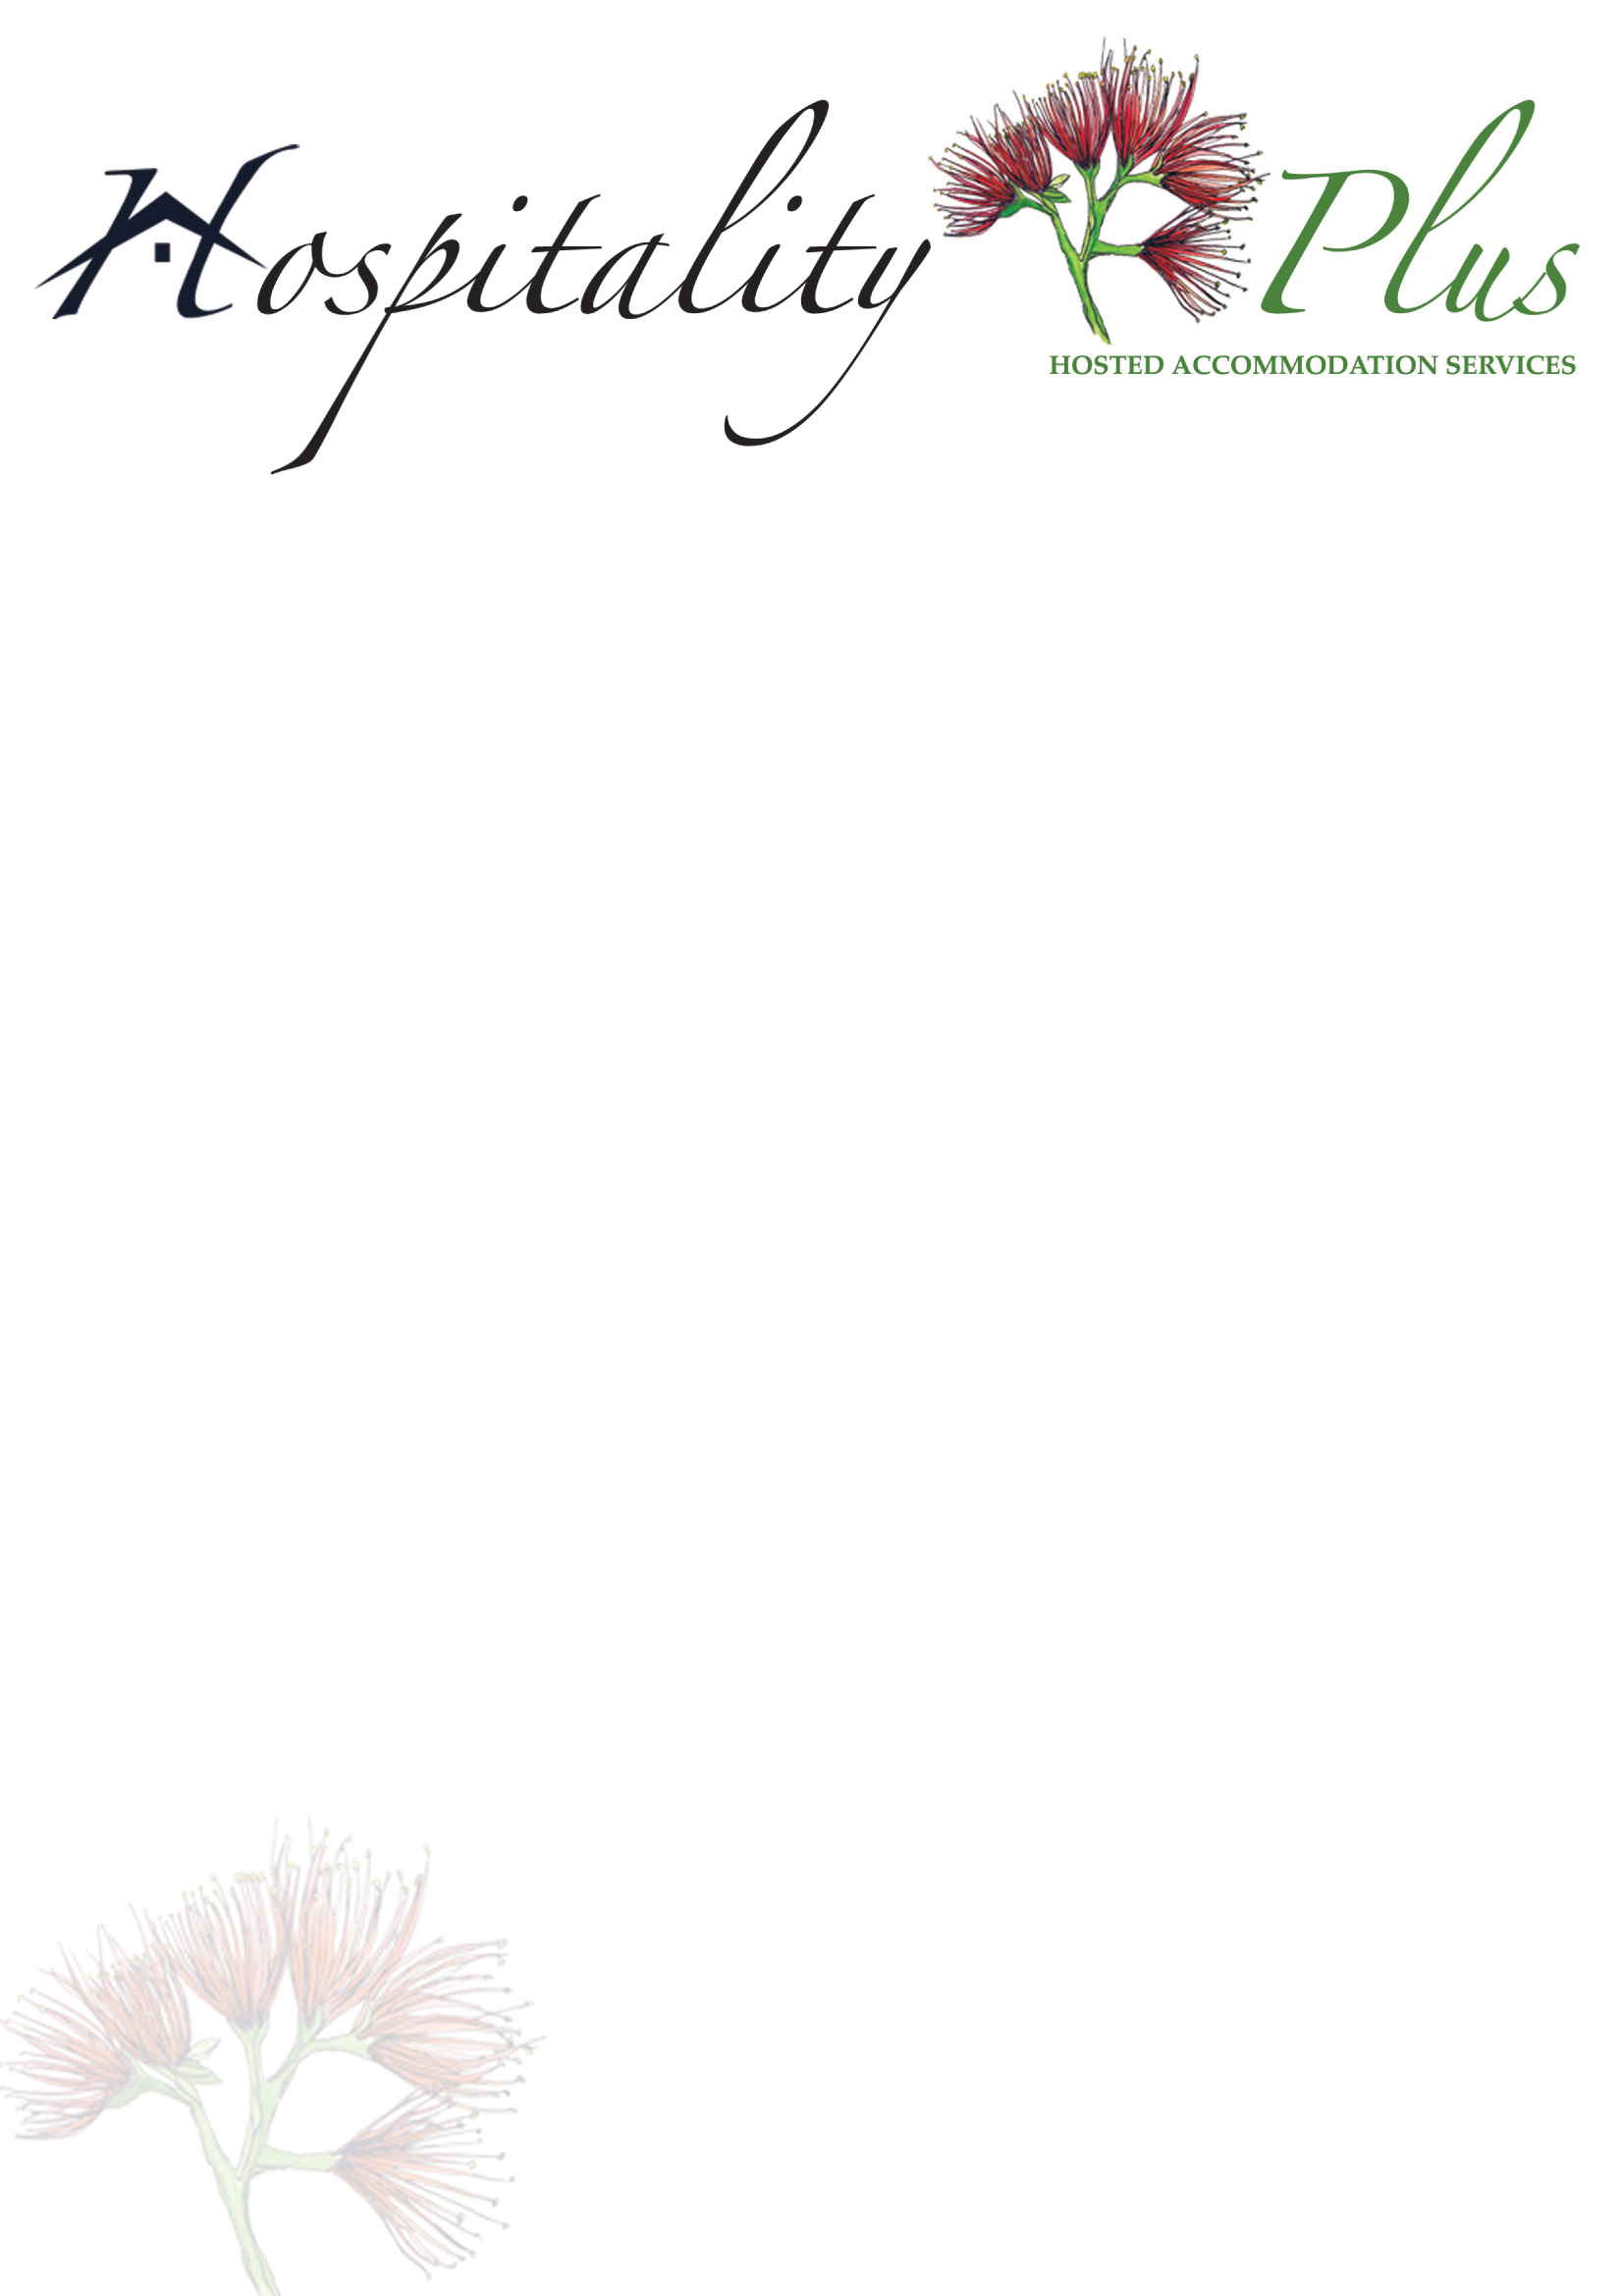 Hospitality Plus
HOSTED ACCOMMODATION SERVICES